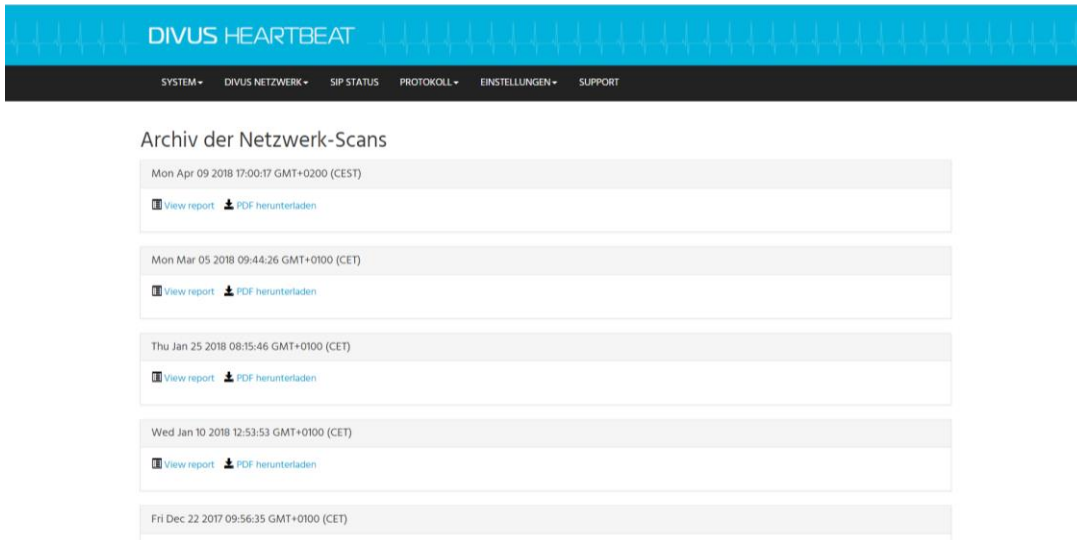 DIVUS HEARTBEAT
SYSTEM DIVUS NETZWERK SIP STATUS PROTOKOLL EINSTELLUNGEN SUPPORT
Archiv der Netzwerk-Scans
Mon Apr 09 2018 17:00:17 GMT+0200 (CEST)
View report PDF herunterladen
Mon Mar 05 2018 09:44:26 GMT+0100 (CET)
View report PDF herunterladen
Thu Jan 25 2018 08:15:46 GMT+0100 (CET)
View report PDF herunterladen
Wed Jan 10 2018 12:53:53 GMT+0100 (CET)
View report PDF herunterladen
Fri Dec 22 2017 09:56:35 GMT+0100 (CET)